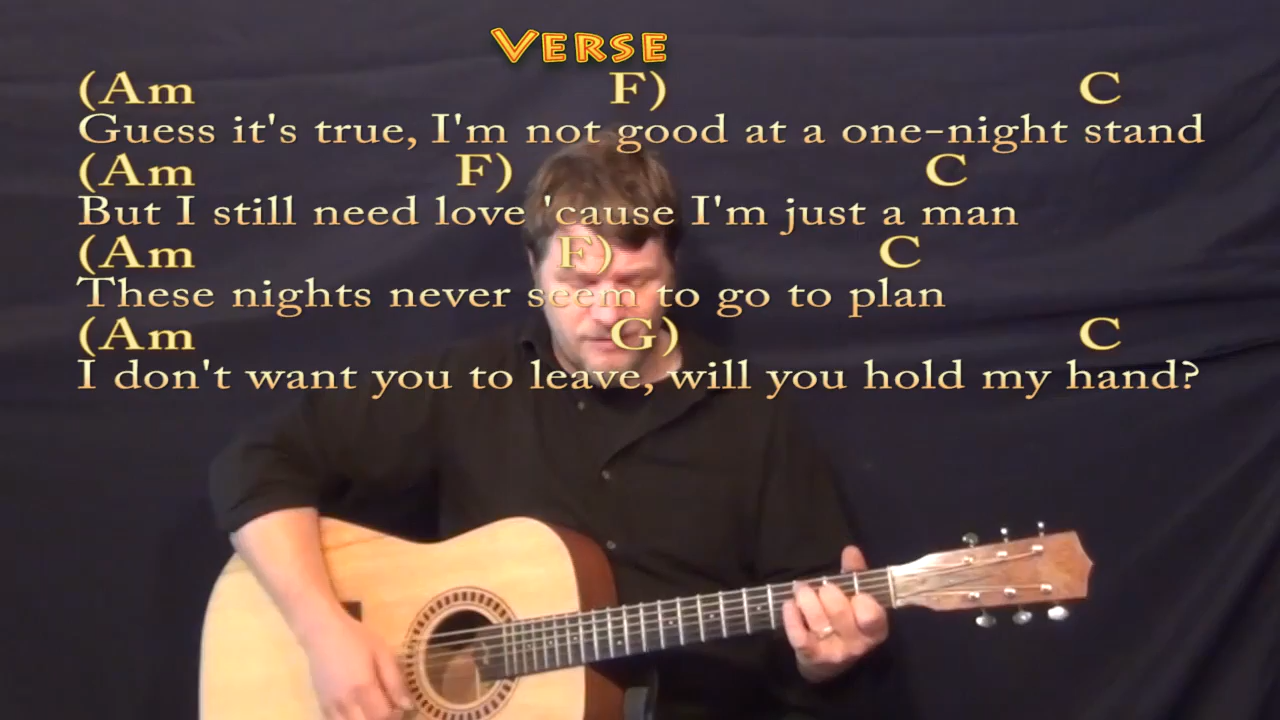 VERSE
(Am F) C
Guess it's true, I'm not good at a one-night stand
(Am F) C
But I still need love 'cause I'm just a man
(Am F) C
These nights never seem to go to plan
(Am G) C
I don't want you to leave, will you hold my hand?